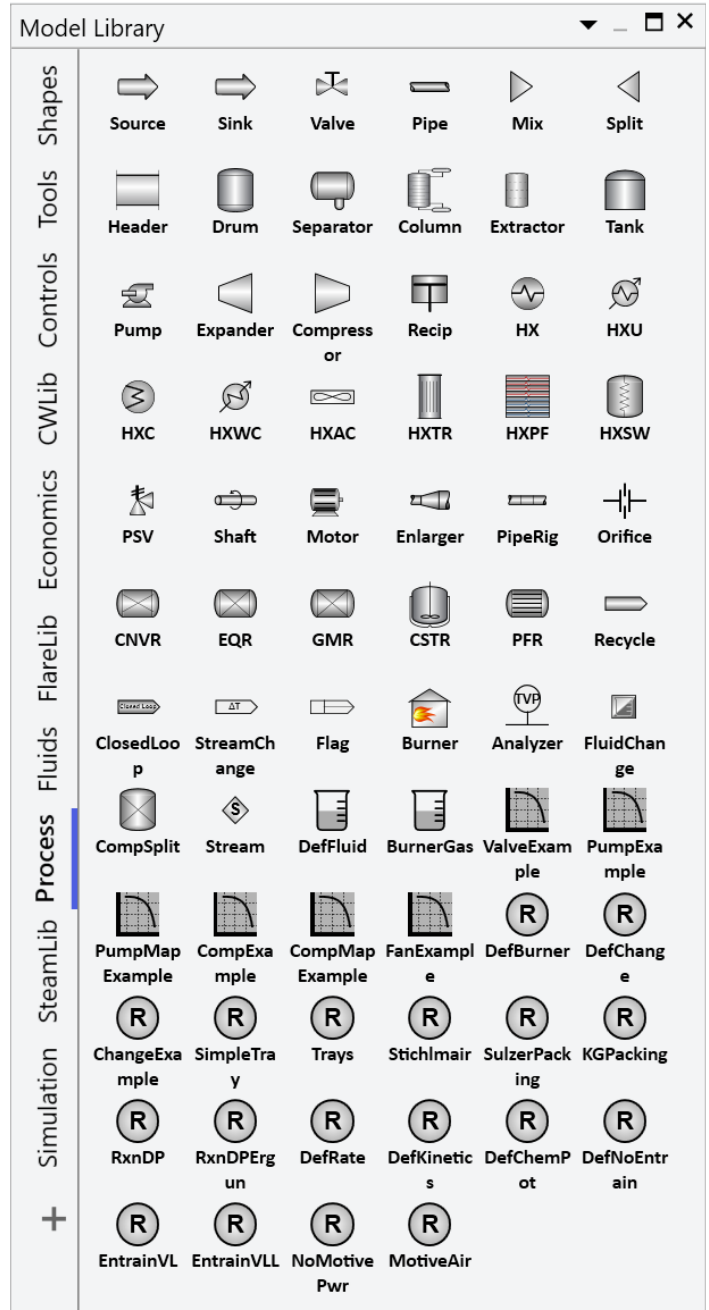 Model Library
Shapes
Tools
Controls
CWLib
Economics
FlareLib
Fluids
Process
SteamLib
Simulation
Source Sink Valve Pipe Mix Split
Header Drum Separator Column Extractor Tank
Pump Expander Compress Recip HX HXU
or
HXC HXWC HXAC HXTR HXPF HXSW
PSV Shaft Motor Enlarger PipeRig Orifice
CNVR EQR GMR CSTR PFR Recycle
Closed Loop ΔT TVP
ClosedLoo StreamCh Flag Burner Analyzer FluidChan
p ange ge
S
CompSplit Stream DefFluid BurnerGas ValveExam PumpExa
ple mple
R R
PumpMap CompExa CompMap FanExampl DefBurner DefChang
Example mple Example e e
R R R R R R
ChangeExa SimpleTra Trays Stichlmair SulzerPack KGPacking
mple y ing
R R R R R R
RxnDP RxnDPErg DefRate DefKinetic DefChemP DefNoEntr
un s ot ain
R R R R
EntrainVL EntrainVLL NoMotive MotiveAir
Pwr